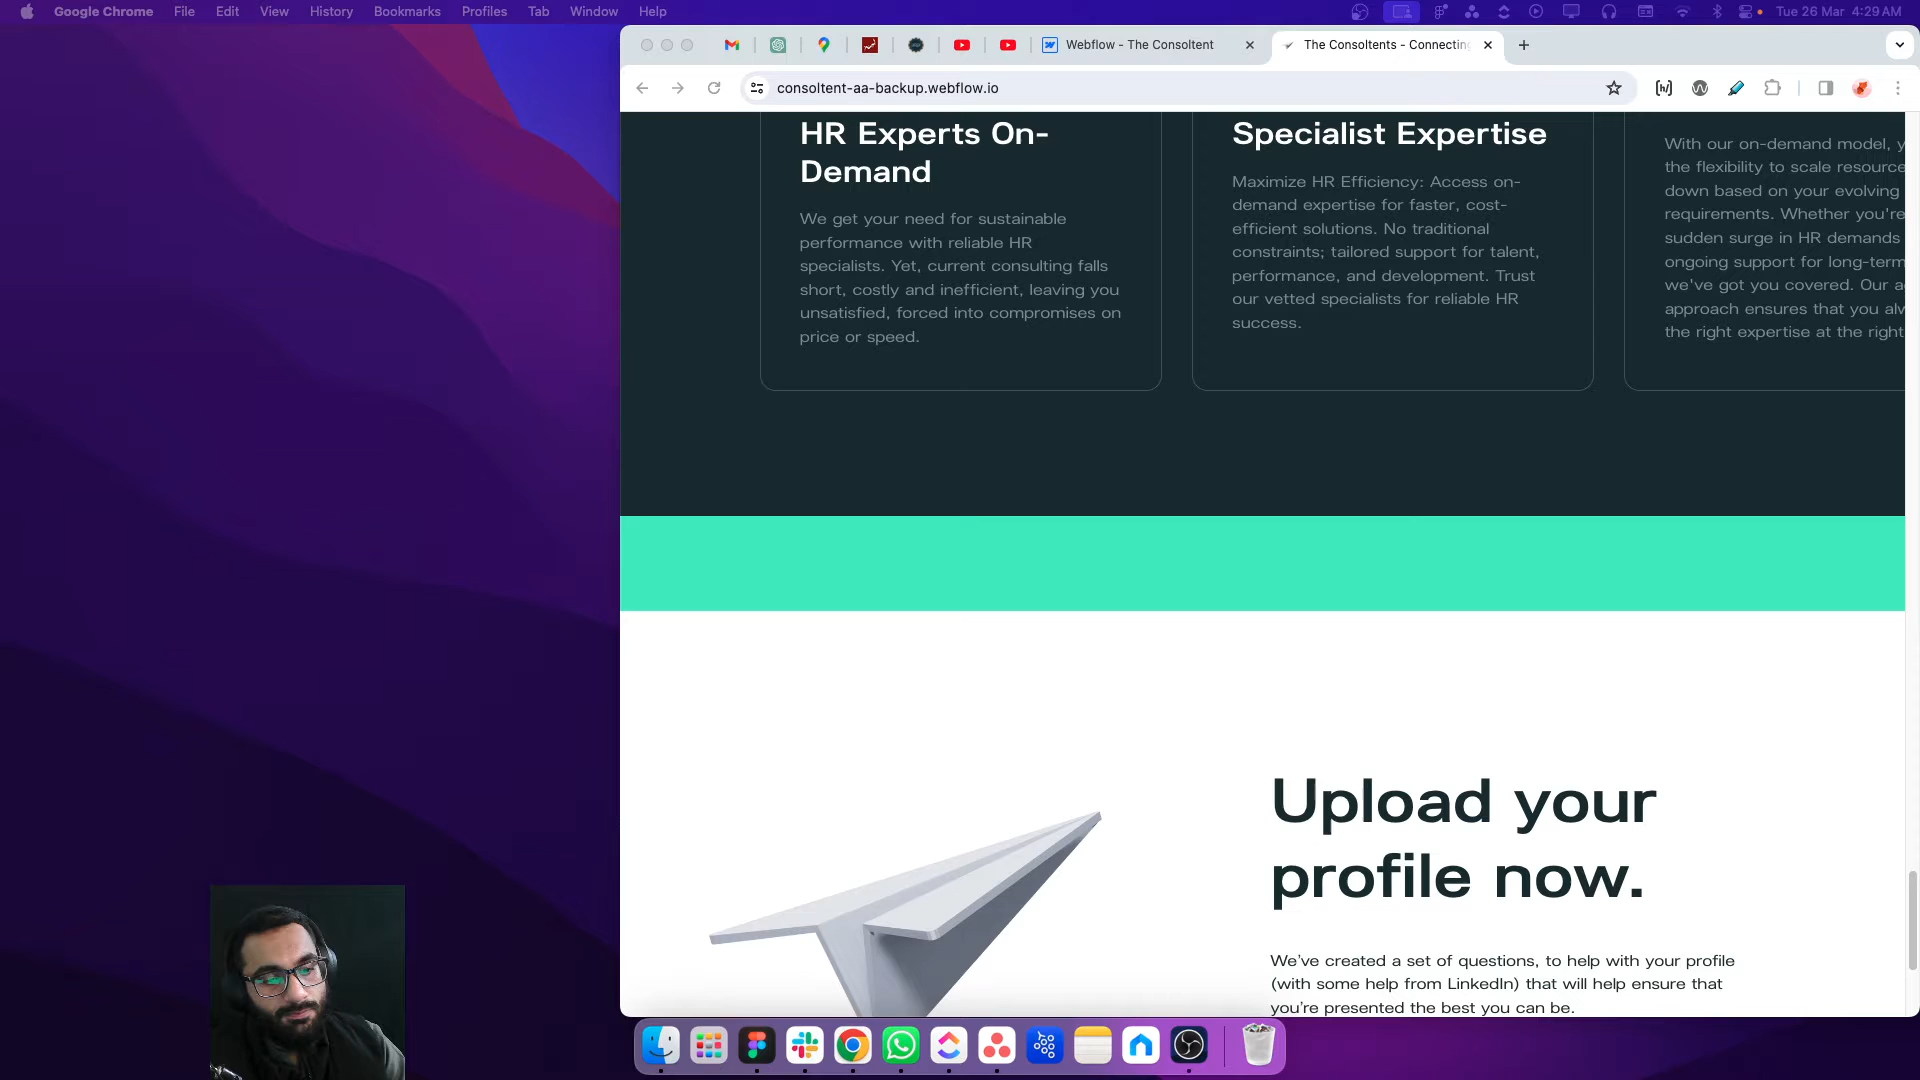 Google Chrome File Edit View History Bookmarks Profiles Tab Window Help Tue 26 Mar 4:29 AM
Webflow - The Consoltent
The Consoltents - Connecting
consoltent-aa-backup.webflow.io
HR Experts On-
Demand
We get your need for sustainable
performance with reliable HR
specialists. Yet, current consulting falls
short, costly and inefficient, leaving you
unsatisfied, forced into compromises on
price or speed.
Specialist Expertise
Maximize HR Efficiency: Access on-
demand expertise for faster, cost-
efficient solutions. No traditional
constraints; tailored support for talent,
performance, and development. Trust
our vetted specialists for reliable HR
success.
With our on-demand model, y
the flexibility to scale resource
down based on your evolving
requirements. Whether you're
sudden surge in HR demands
ongoing support for long-term
we've got you covered. Our a
approach ensures that you alw
the right expertise at the right
Upload your
profile now.
We've created a set of questions, to help with your profile
(with some help from LinkedIn) that will help ensure that
you're presented the best you can be.